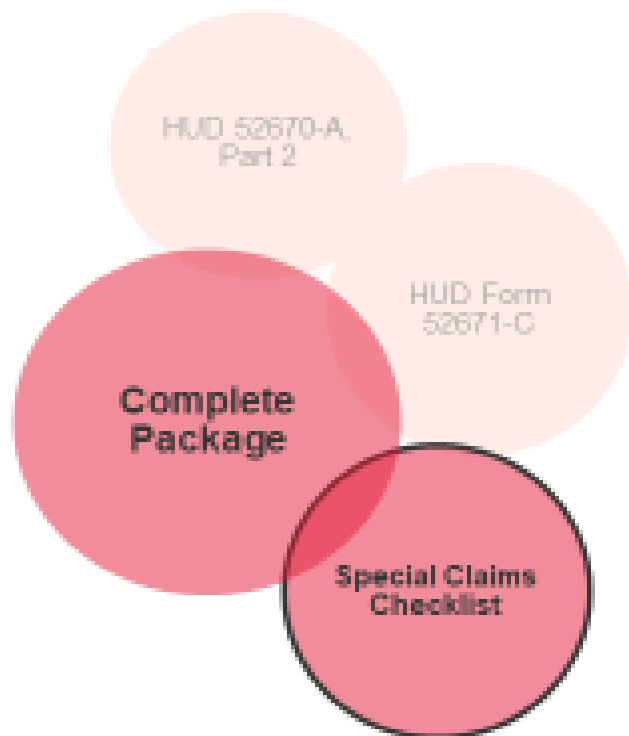 HUD 52670-A,
Part 2
HUD Form
52671-C
Complete
Package
Special Claims
Checklist